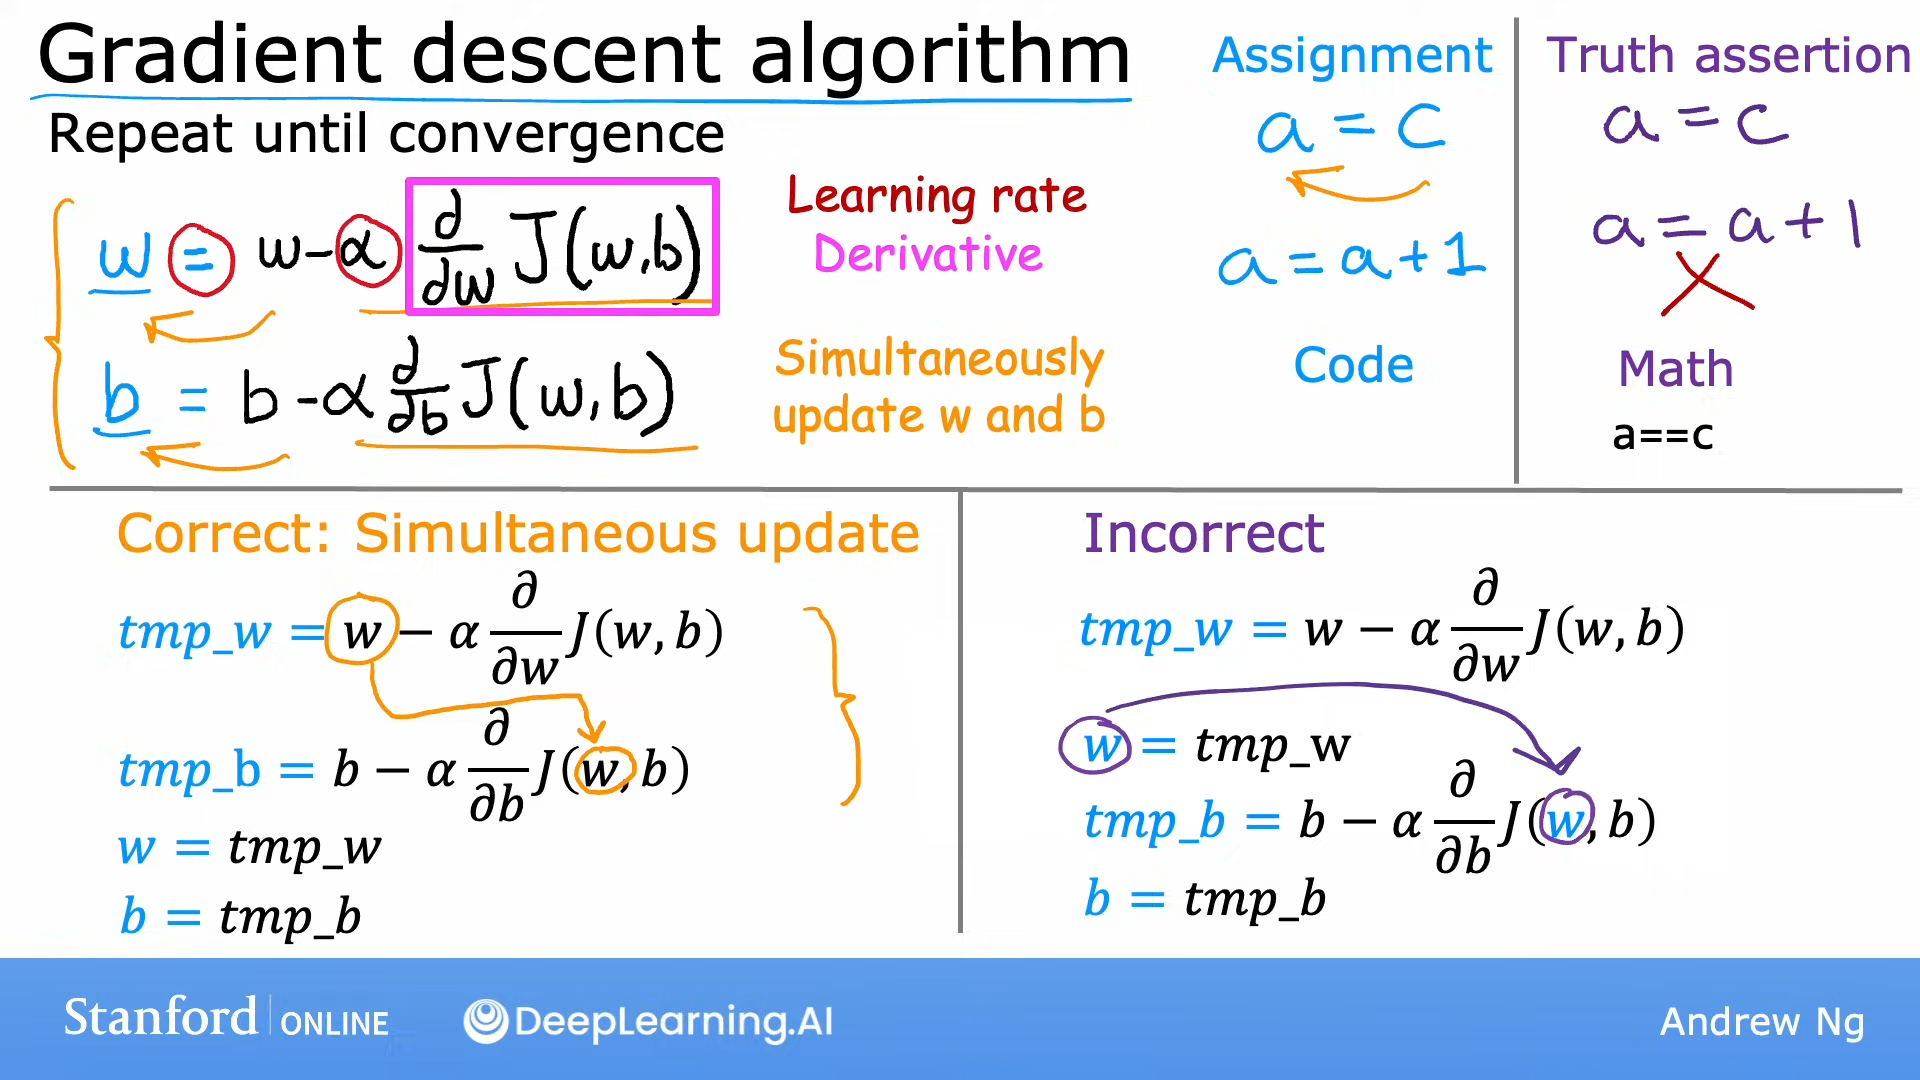 Gradient descent algorithm
Repeat until convergence
w = w - α ∂/∂w J(w,b)
b = b - α ∂/∂b J(w,b)
Learning rate
Derivative
Simultaneously
update w and b
Assignment
a = c
a = a + 1
Code
Truth assertion
a = c
a = a + 1
Math
a==c
Correct: Simultaneous update
tmp_w = w − α ∂/∂w J(w, b)
tmp_b = b − α ∂/∂b J(w, b)
w = tmp_w
b = tmp_b
Incorrect
tmp_w = w − α ∂/∂w J(w, b)
w = tmp_w
tmp_b = b − α ∂/∂b J(w, b)
b = tmp_b
Stanford ONLINE
DeepLearning.AI
Andrew Ng